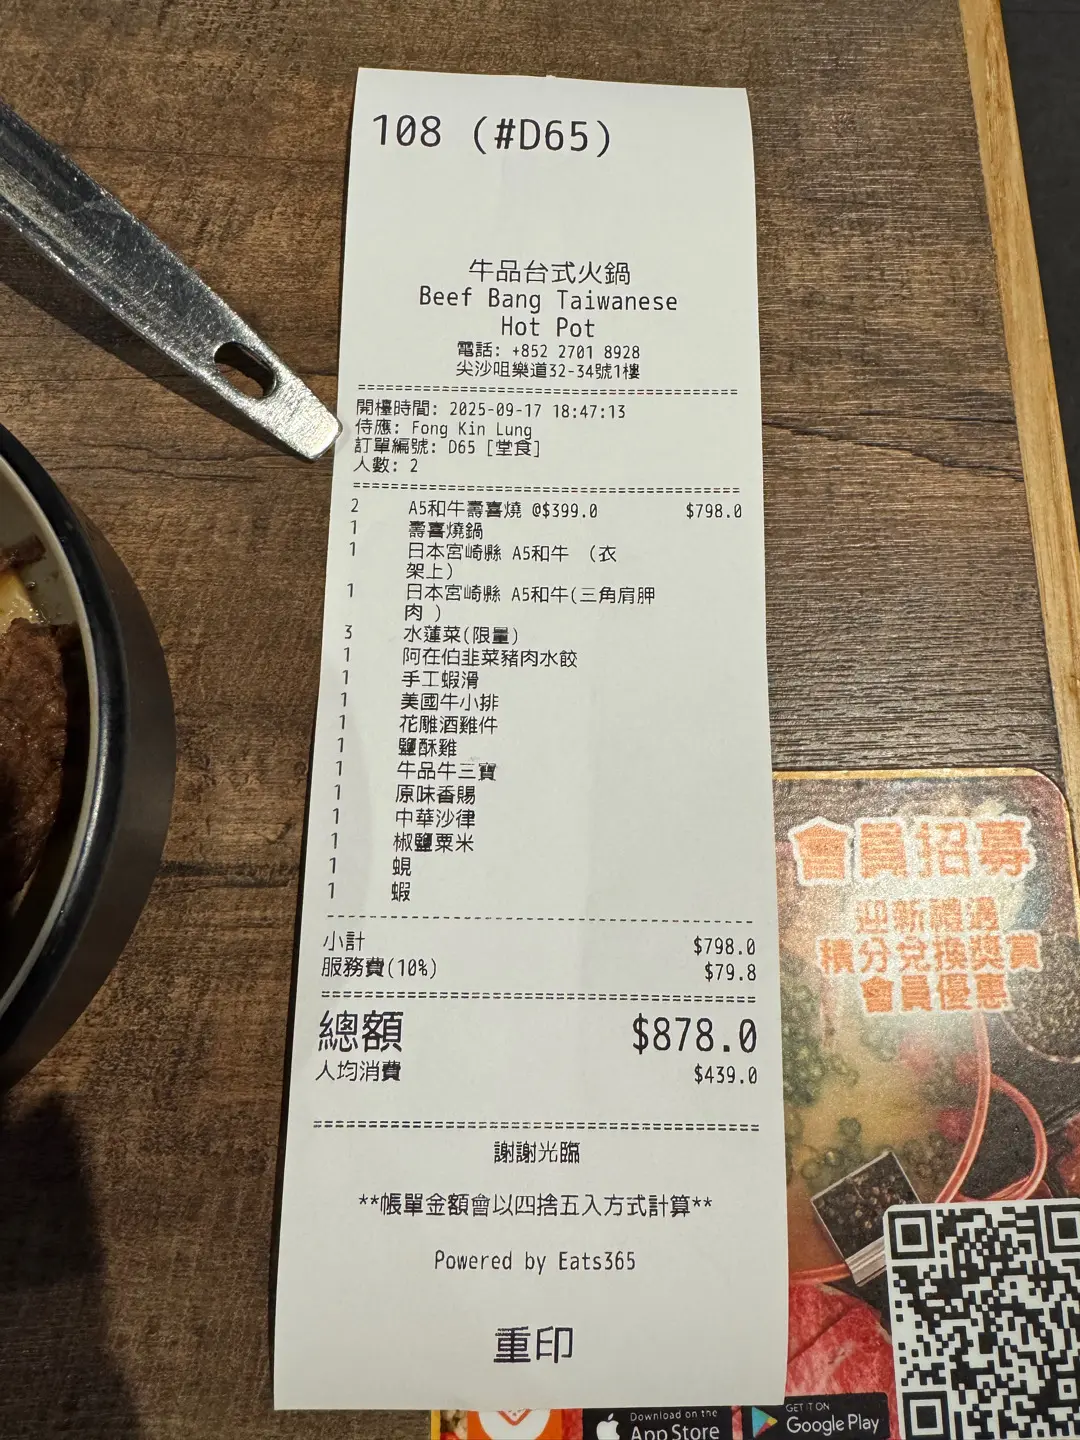 108 (#D65)
牛品台式火鍋
Beef Bang Taiwanese
Hot Pot
電話: +852 2701 8928
尖沙咀樂道32-34號1樓
開檯時間: 2025-09-17 18:47:13
侍應: Fong Kin Lung
訂單編號: D65 [堂食]
人數: 2
2 A5和牛壽喜燒 @$399.0 $798.0
1 壽喜燒鍋
1 日本宮崎縣 A5和牛 （衣
架上）
1 日本宮崎縣 A5和牛(三角肩胛
肉 )
3 水蓮菜(限量)
1 阿在伯韭菜豬肉水餃
1 手工蝦滑
1 美國牛小排
1 花雕酒雞件
1 鹽酥雞
1 牛品牛三寶
1 原味香賜
1 中華沙律
1 椒鹽粟米
1 蜆
1 蝦
小計 $798.0
服務費(10%) $79.8
總額 $878.0
人均消費 $439.0
謝謝光臨
**帳單金額會以四捨五入方式計算**
Powered by Eats365
重印
會員招募
迎新禮遇
積分兌換獎賞
會員優惠
Download on the
App Store
GET IT ON
Google Play